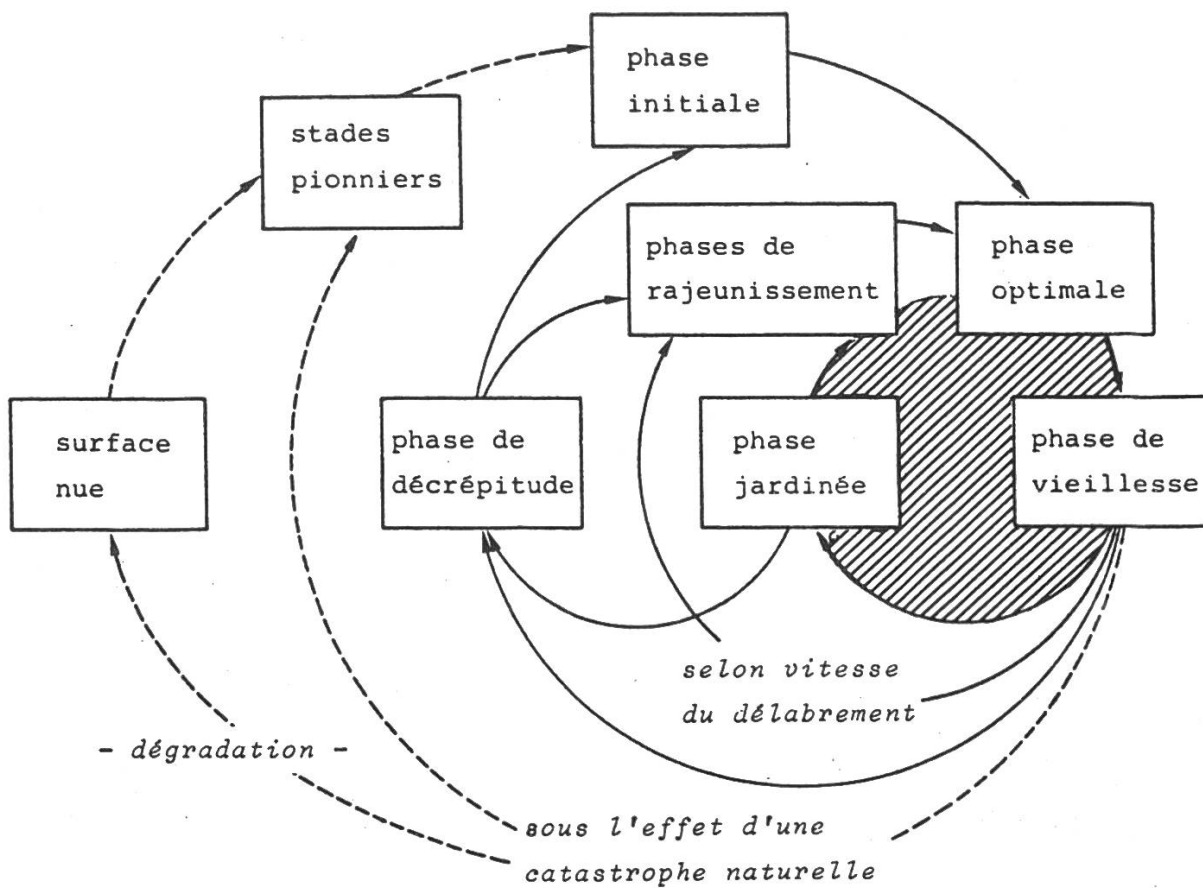 phase
initiale
stades
pionniers
phases de
rajeunissement
phase
optimale
surface
nue
phase de
décrépitude
phase
jardinée
phase de
vieillesse
selon vitesse
du délabrement
- dégradation -
sous l'effet d'une
catastrophe naturelle